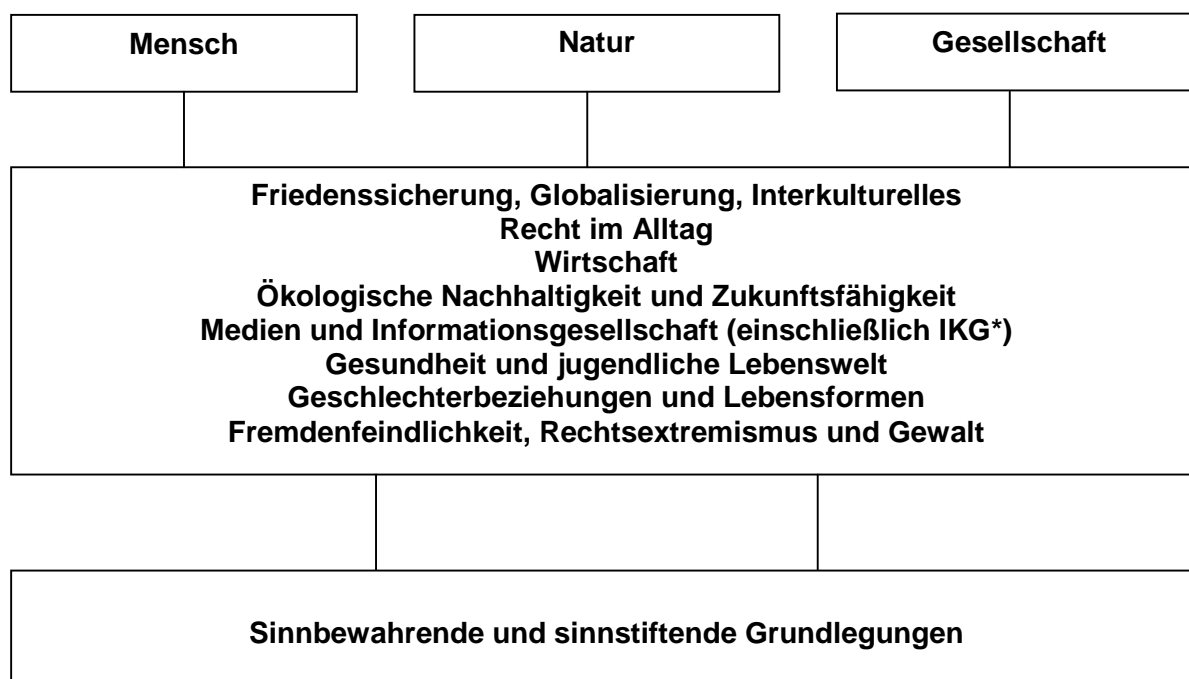 Mensch
Natur
Gesellschaft
Friedenssicherung, Globalisierung, Interkulturelles
Recht im Alltag
Wirtschaft
Ökologische Nachhaltigkeit und Zukunftsfähigkeit
Medien und Informationsgesellschaft (einschließlich IKG*)
Gesundheit und jugendliche Lebenswelt
Geschlechterbeziehungen und Lebensformen
Fremdenfeindlichkeit, Rechtsextremismus und Gewalt
Sinnbewahrende und sinnstiftende Grundlegungen